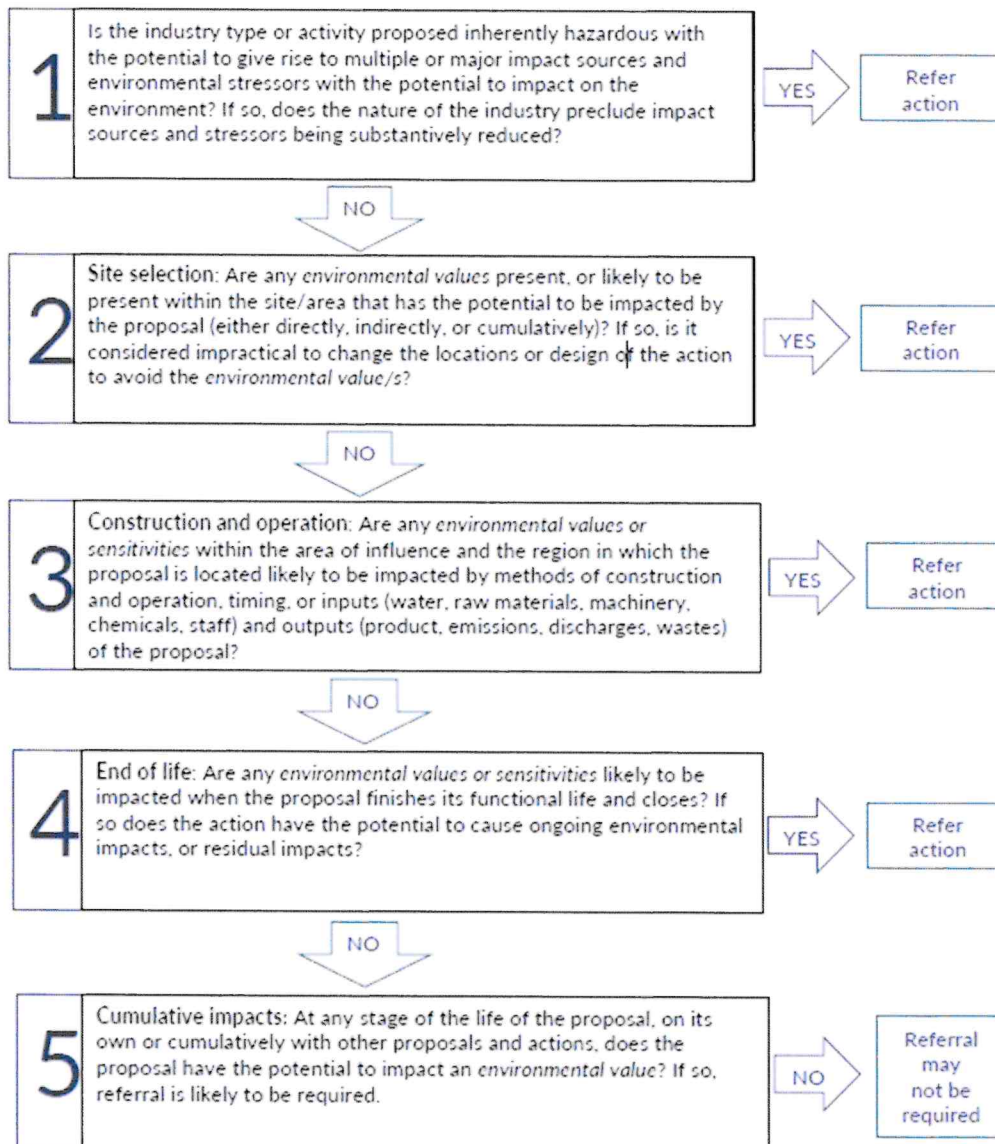 1
Is the industry type or activity proposed inherently hazardous with
the potential to give rise to multiple or major impact sources and
environmental stressors with the potential to impact on the
environment? If so, does the nature of the industry preclude impact
sources and stressors being substantively reduced?
YES
Refer
action
NO
2
Site selection: Are any environmental values present, or likely to be
present within the site/area that has the potential to be impacted by
the proposal (either directly, indirectly, or cumulatively)? If so, is it
considered impractical to change the locations or design of the action
to avoid the environmental value/s?
YES
Refer
action
NO
3
Construction and operation: Are any environmental values or
sensitivities within the area of influence and the region in which the
proposal is located likely to be impacted by methods of construction
and operation, timing, or inputs (water, raw materials, machinery,
chemicals, staff) and outputs (product, emissions, discharges, wastes)
of the proposal?
YES
Refer
action
NO
4
End of life: Are any environmental values or sensitivities likely to be
impacted when the proposal finishes its functional life and closes? If
so does the action have the potential to cause ongoing environmental
impacts, or residual impacts?
YES
Refer
action
NO
5
Cumulative impacts: At any stage of the life of the proposal, on its
own or cumulatively with other proposals and actions, does the
proposal have the potential to impact an environmental value? If so,
referral is likely to be required.
NO
Referral
may
not be
required